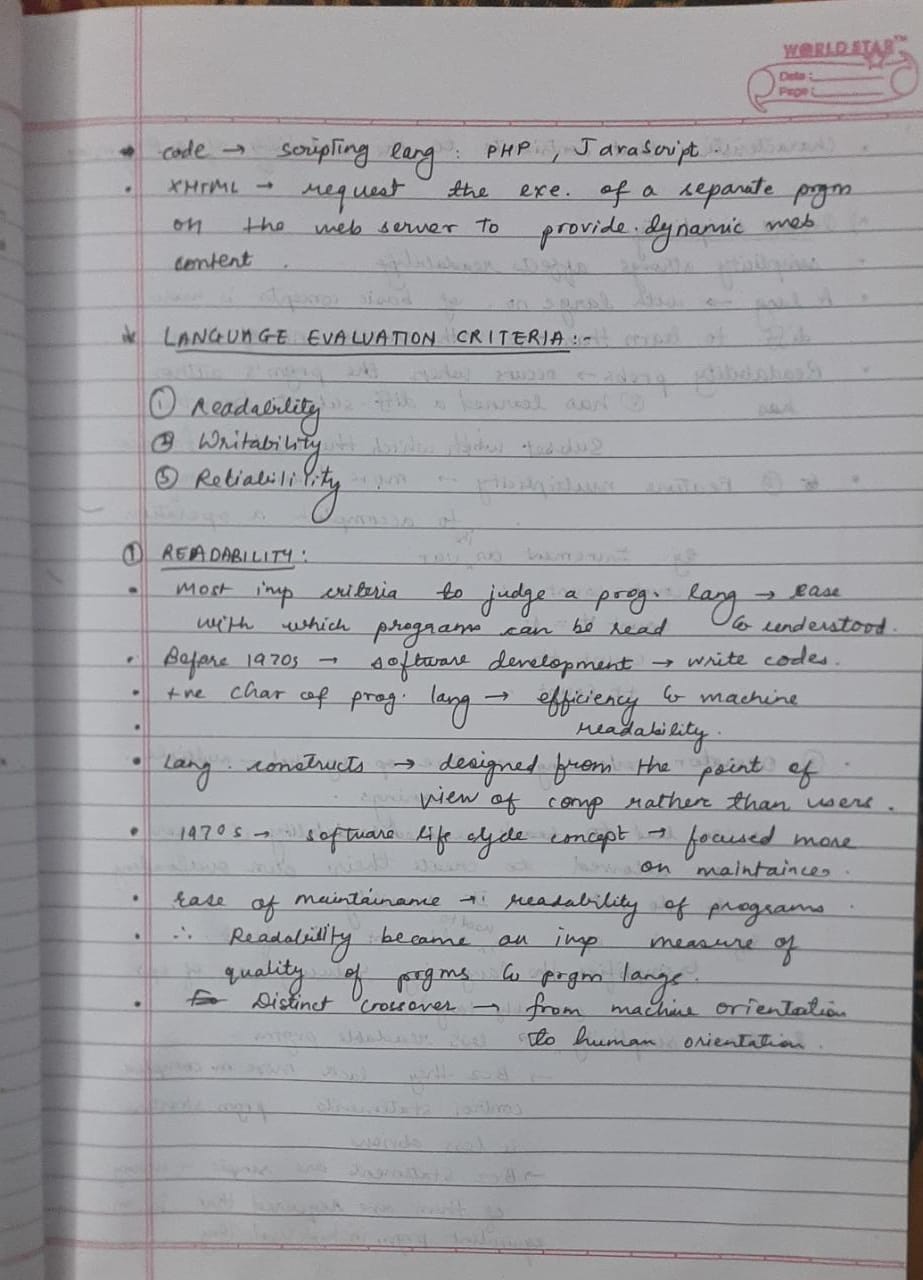 WORLD STAR™
Date :
Page :
• code → scripting lang : PHP, JavaScript.
• XHTML → request the exe. of a separate prgm
on the web server to provide dynamic web
content.
* LANGUAGE EVALUATION CRITERIA :-
① Readability
② Writability
③ Reliability
① READABILITY :
• Most imp criteria to judge a prog. lang → ease
with which programs can be read & understood.
• Before 1970s → software development → write codes.
• +ve char of prog. lang → efficiency & machine
• readability.
• Lang. constructs → designed from the point of
view of comp rather than users.
• 1970s → software life cycle concept → focused more
on maintainces.
• Ease of maintainame → readability of programs.
• ∴ Readability became an imp measure of
quality of prgms & prgm langs.
• Distinct crossover → from machine orientation
to human orientation.